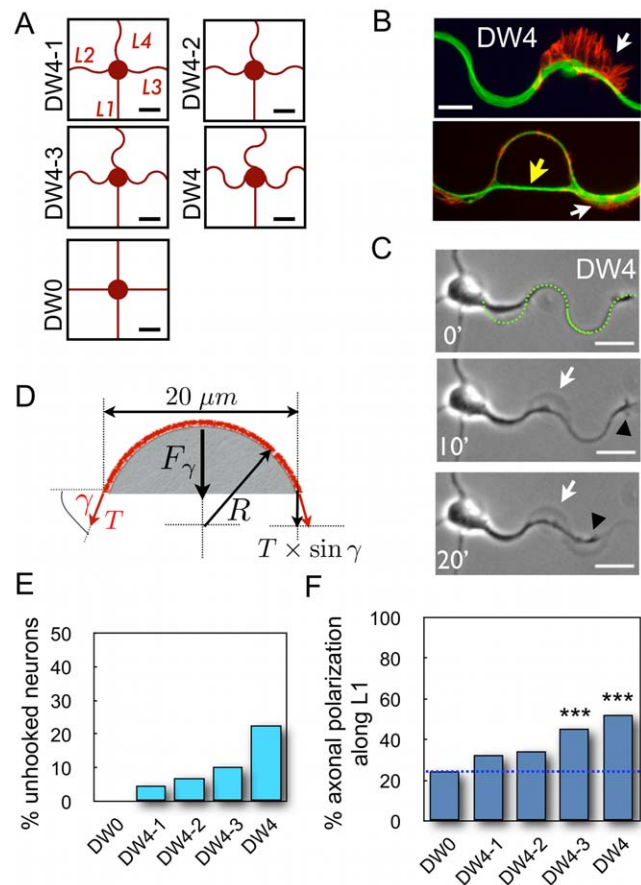 A
DW4-1
L2
L4
L3
L1
DW4-2
DW4-3
DW4
DW0
B
DW4
C
DW4
0'
10'
20'
D
20 μm
Fγ
R
γ
T
T × sin γ
E
% unhooked neurons
50
40
30
20
10
0
DW0
DW4-1
DW4-2
DW4-3
DW4
F
% axonal polarization
along L1
100
80
60
40
20
0
***
***
DW0
DW4-1
DW4-2
DW4-3
DW4